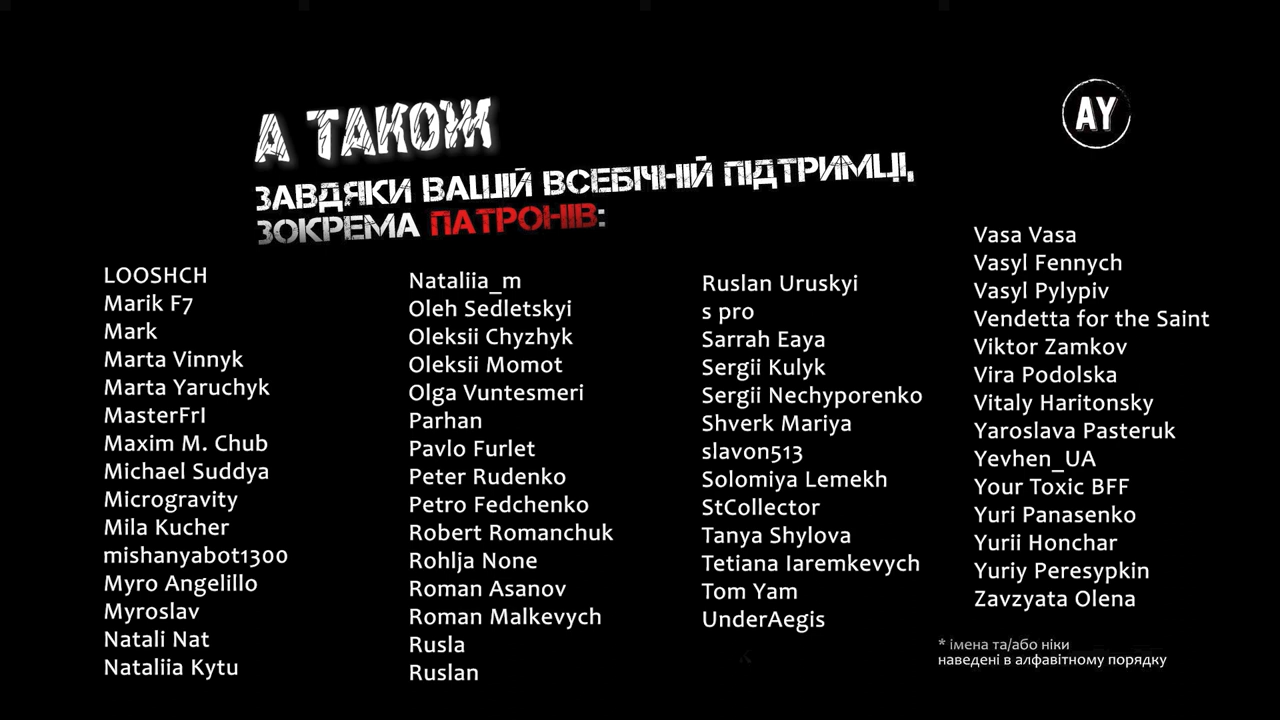 А ТАКОЖ
AY
ЗАВДЯКИ ВАШІЙ ВСЕБІЧНІЙ ПІДТРИМЦІ,
ЗОКРЕМА ПАТРОНІВ:
LOOSHCH
Marik F7
Mark
Marta Vinnyk
Marta Yaruchyk
MasterFrI
Maxim M. Chub
Michael Suddya
Microgravity
Mila Kucher
mishanyabot1300
Myro Angelillo
Myroslav
Natali Nat
Nataliia Kytu
Nataliia_m
Oleh Sedletskyi
Oleksii Chyzhyk
Oleksii Momot
Olga Vuntesmeri
Parhan
Pavlo Furlet
Peter Rudenko
Petro Fedchenko
Robert Romanchuk
Rohlja None
Roman Asanov
Roman Malkevych
Rusla
Ruslan
Ruslan Uruskyi
s pro
Sarrah Eaya
Sergii Kulyk
Sergii Nechyporenko
Shverk Mariya
slavon513
Solomiya Lemekh
StCollector
Tanya Shylova
Tetiana Iaremkevych
Tom Yam
UnderAegis
Vasa Vasa
Vasyl Fennych
Vasyl Pylypiv
Vendetta for the Saint
Viktor Zamkov
Vira Podolska
Vitaly Haritonsky
Yaroslava Pasteruk
Yevhen_UA
Your Toxic BFF
Yuri Panasenko
Yurii Honchar
Yuriy Peresypkin
Zavzyata Olena
* імена та/або ніки
наведені в алфавітному порядку